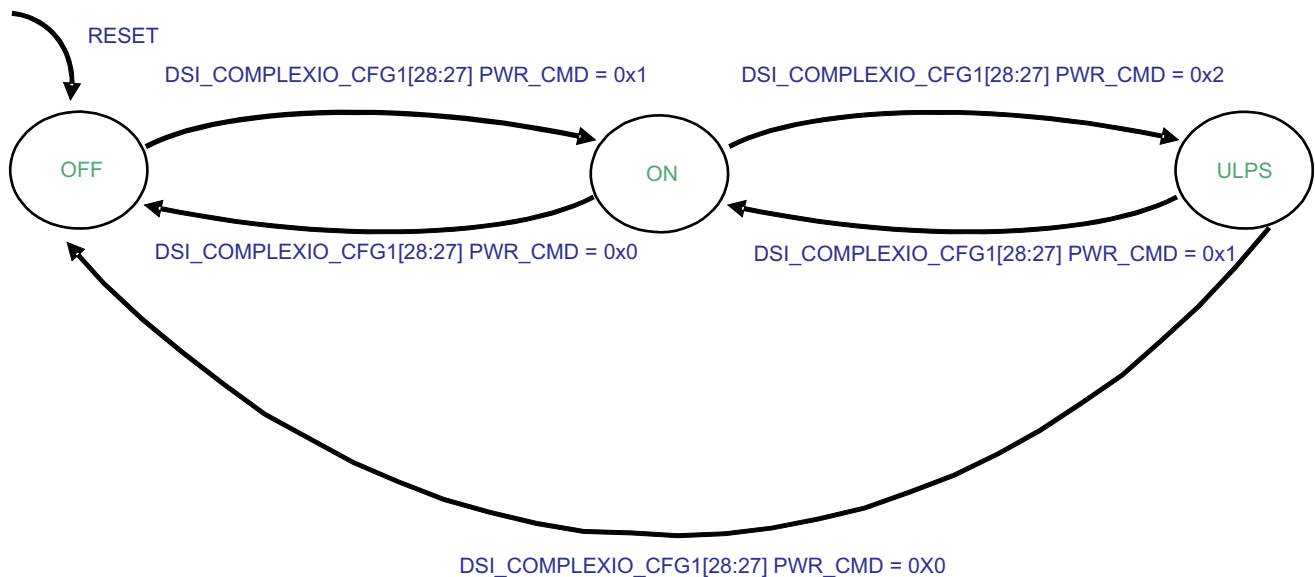 RESET
DSI_COMPLEXIO_CFG1[28:27] PWR_CMD = 0x1
DSI_COMPLEXIO_CFG1[28:27] PWR_CMD = 0x2
OFF
ON
ULPS
DSI_COMPLEXIO_CFG1[28:27] PWR_CMD = 0x0
DSI_COMPLEXIO_CFG1[28:27] PWR_CMD = 0x1
DSI_COMPLEXIO_CFG1[28:27] PWR_CMD = 0X0